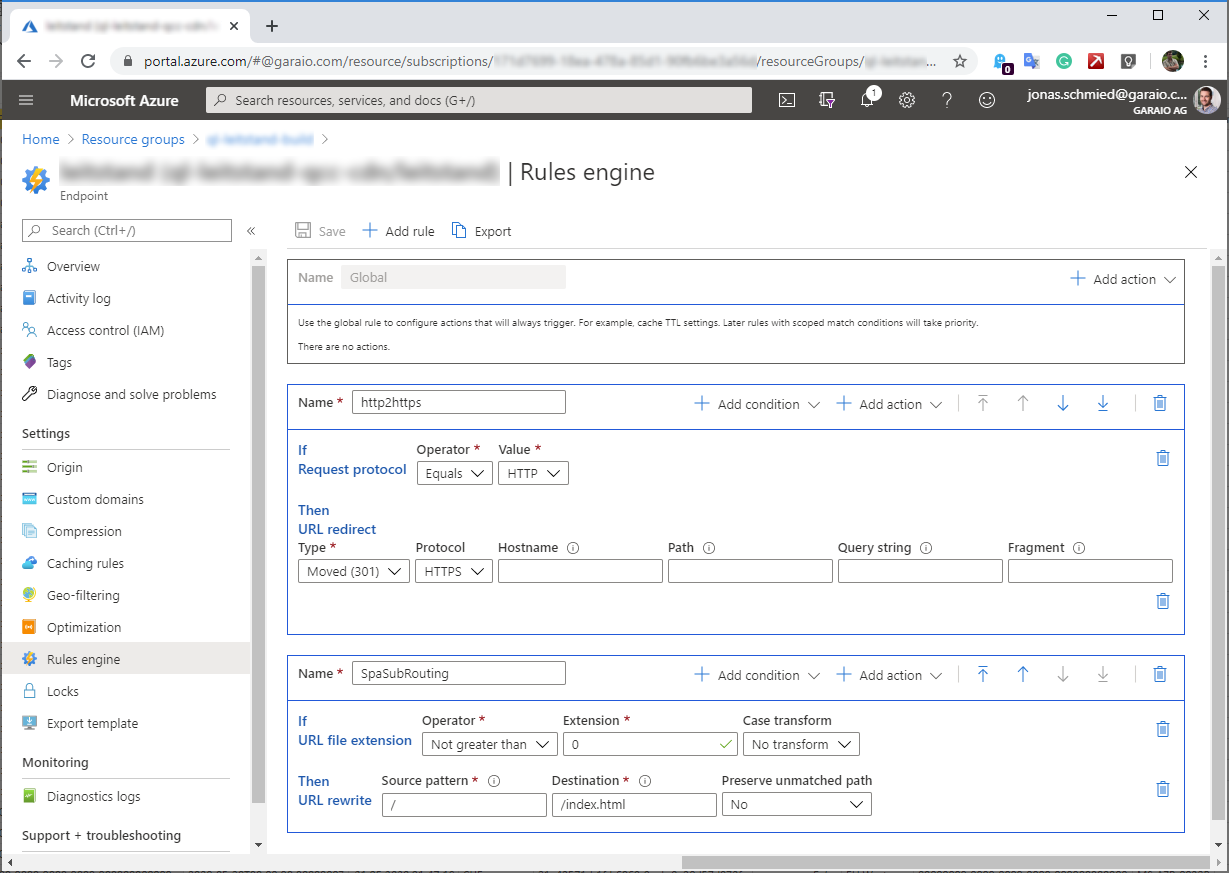 portal.azure.com/#@garaio.com/resource/subscriptions/
/resourceGroups/
0
Microsoft Azure
Search resources, services, and docs (G+/)
1
jonas.schmied@garaio.c...
GARAIO AG
Home > Resource groups >
| Rules engine
Endpoint
Search (Ctrl+/)
«
Overview
Activity log
Access control (IAM)
Tags
Diagnose and solve problems
Settings
Origin
Custom domains
Compression
Caching rules
Geo-filtering
Optimization
Rules engine
Locks
Export template
Monitoring
Diagnostics logs
Support + troubleshooting
Save
Add rule
Export
Name Global
Add action
Use the global rule to configure actions that will always trigger. For example, cache TTL settings. Later rules with scoped match conditions will take priority.
There are no actions.
Name * http2https
Add condition
Add action
If
Request protocol
Operator *
Equals
Value *
HTTP
Then
URL redirect
Type * Protocol Hostname Path Query string Fragment
Moved (301) HTTPS
Name * SpaSubRouting
Add condition
Add action
If
URL file extension
Operator * Extension * Case transform
Not greater than 0 No transform
Then
URL rewrite
Source pattern * Destination * Preserve unmatched path
/ /index.html No